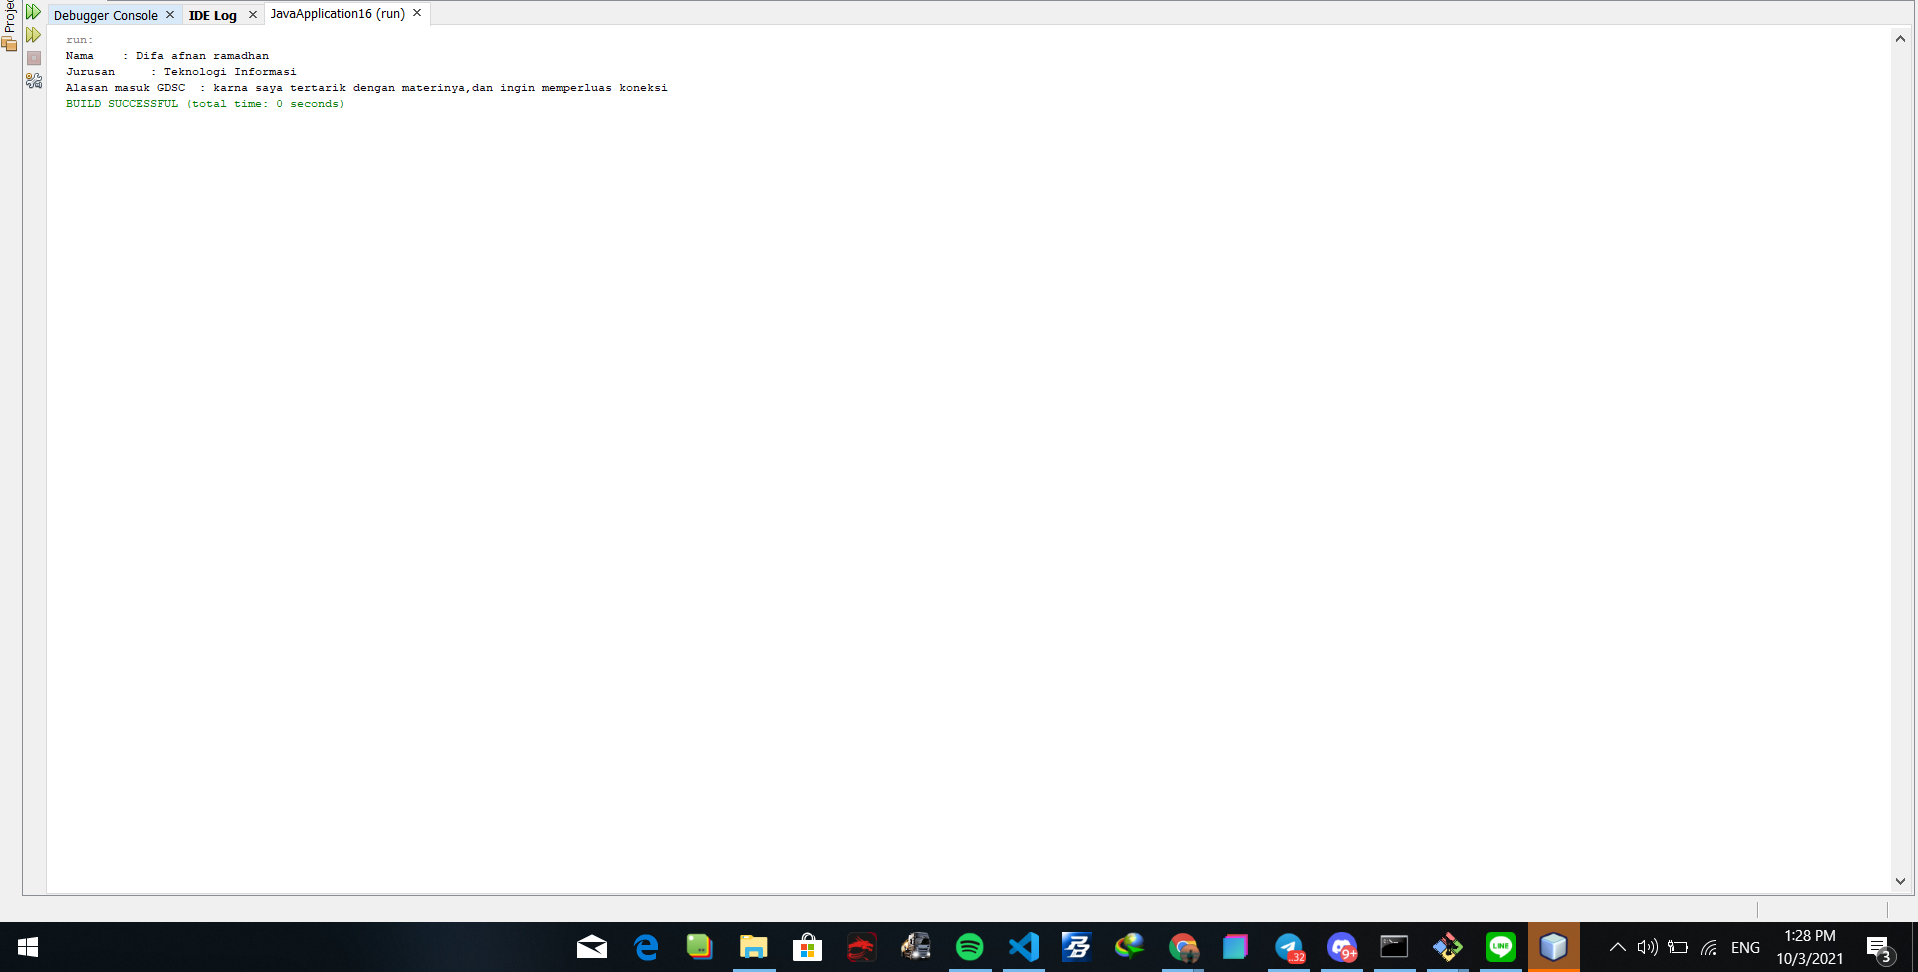 Projec
Debugger Console
IDE Log
JavaApplication16 (run)
run:
Nama    : Difa afnan ramadhan
Jurusan     : Teknologi Informasi
Alasan masuk GDSC  : karna saya tertarik dengan materinya,dan ingin memperluas koneksi
BUILD SUCCESSFUL (total time: 0 seconds)
..32
9+
LINE
ENG
1:28 PM
10/3/2021
3